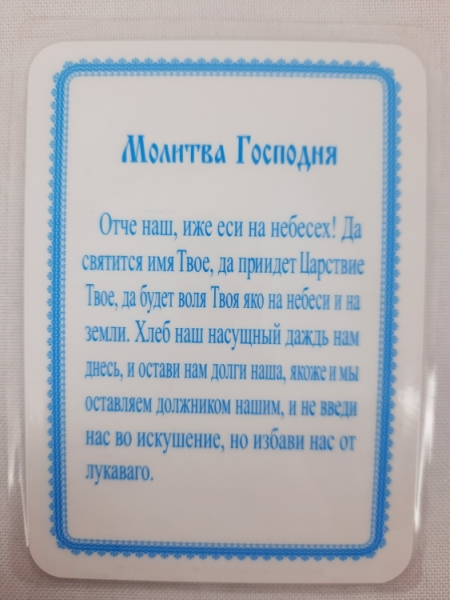 Молитва Господня
Отче наш, иже еси на небесех! Да
святится имя Твое, да приидет Царствие
Твое, да будет воля Твоя яко на небеси и на
земли. Хлеб наш насущный даждь нам
днесь, и остави нам долги наша, якоже и мы
оставляем должником нашим, и не введи
нас во искушение, но избави нас от
лукаваго.